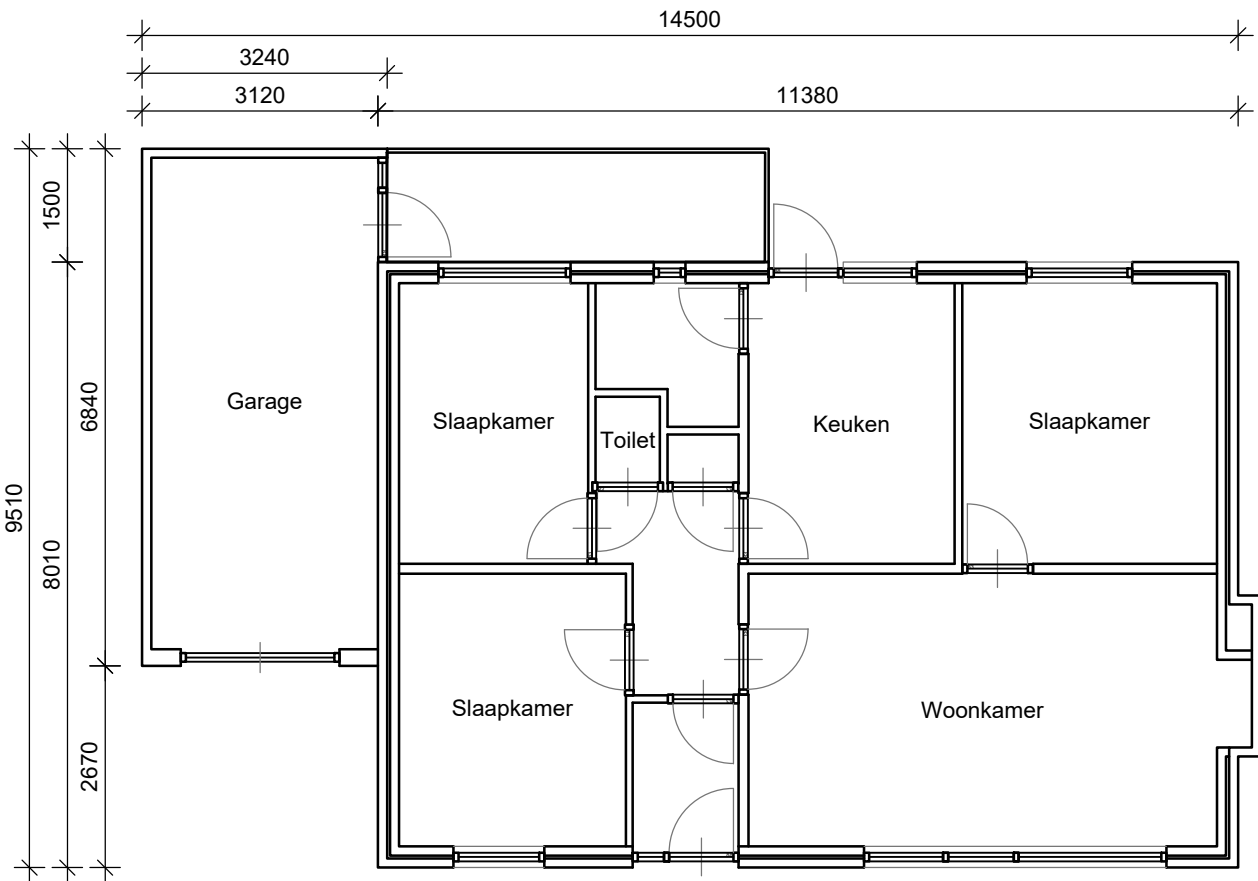 14500
3240
3120 11380
1500
6840
9510
8010
2670
Garage
Slaapkamer
Toilet
Keuken
Slaapkamer
Slaapkamer
Woonkamer